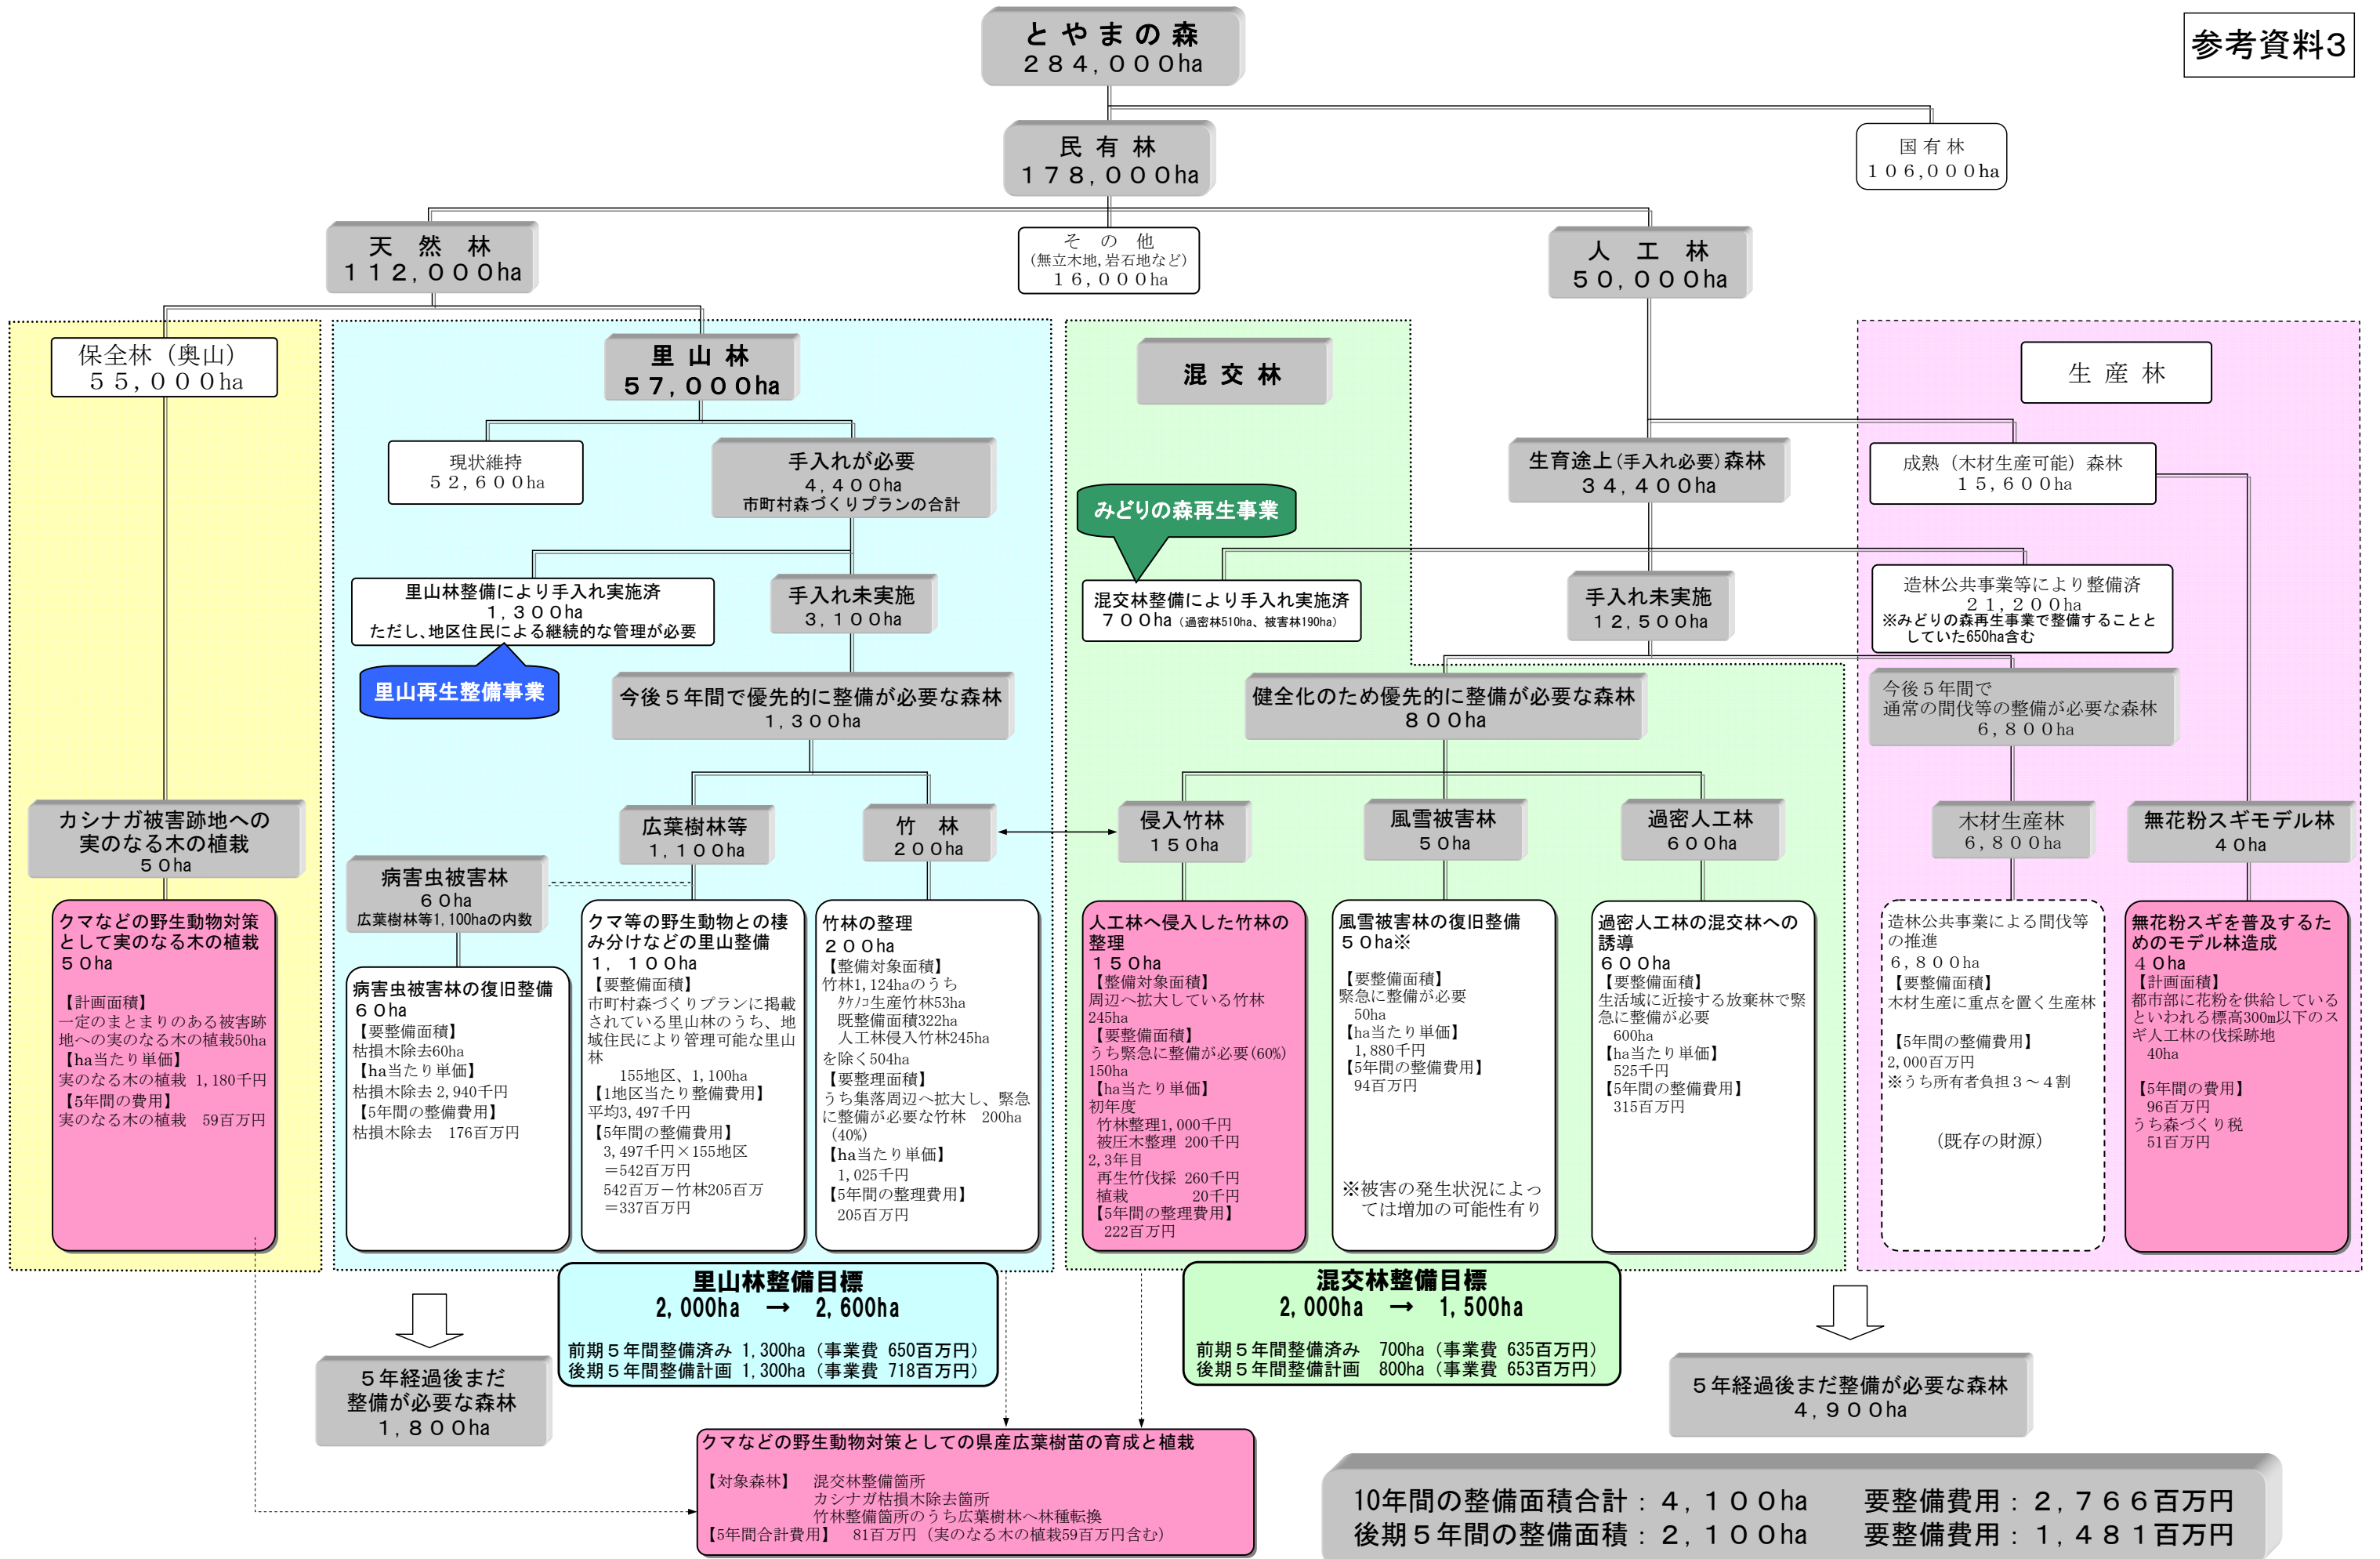 参考資料3
とやまの森
２８４,０００ha
民有林
１７８,０００ha
国有林
１０６,０００ha
天然林
１１２,０００ha
その他
（無立木地,岩石地など）
１６,０００ha
人工林
５０,０００ha
保全林（奥山）
５５,０００ha
里山林
５７,０００ha
混交林
生産林
現状維持
５２,６００ha
手入れが必要
４,４００ha
市町村森づくりプランの合計
生育途上（手入れ必要）森林
３４,４００ha
成熟（木材生産可能）森林
１５,６００ha
みどりの森再生事業
里山林整備により手入れ実施済
１,３００ha
ただし、地区住民による継続的な管理が必要
里山再生整備事業
手入れ未実施
３,１００ha
混交林整備により手入れ実施済
７００ha（過密林510ha、被害林190ha）
手入れ未実施
１２,５００ha
造林公共事業等により整備済
２１,２００ha
※みどりの森再生事業で整備することと
していた650ha含む
今後５年間で優先的に整備が必要な森林
１,３００ha
健全化のため優先的に整備が必要な森林
８００ha
今後５年間で
通常の間伐等の整備が必要な森林
６,８００ha
カシナガ被害跡地への
実のなる木の植栽
５０ha
病害虫被害林
６０ha
広葉樹林等1,100haの内数
広葉樹林等
１,１００ha
竹　林
２００ha
侵入竹林
１５０ha
風雪被害林
５０ha
過密人工林
６００ha
木材生産林
６,８００ha
無花粉スギモデル林
４０ha
クマなどの野生動物対策
として実のなる木の植栽
５０ha
【計画面積】
一定のまとまりのある被害跡
地への実のなる木の植栽50ha
【ha当たり単価】
実のなる木の植栽 1,180千円
【5年間の費用】
実のなる木の植栽　59百万円
病害虫被害林の復旧整備
６０ha
【要整備面積】
枯損木除去60ha
【ha当たり単価】
枯損木除去 2,940千円
【5年間の整備費用】
枯損木除去　176百万円
クマ等の野生動物との棲
み分けなどの里山整備
１，１００ha
【要整備面積】
市町村森づくりプランに掲載
されている里山林のうち、地
域住民により管理可能な里山
林
155地区、1,100ha
【1地区当たり整備費用】
平均3,497千円
【5年間の整備費用】
3,497千円×155地区
＝542百万円
542百万－竹林205百万
＝337百万円
竹林の整理
２００ha
【整備対象面積】
竹林1,124haのうち
ﾀｹﾉｺ生産竹林53ha
既整備面積322ha
人工林侵入竹林245ha
を除く504ha
【要整理面積】
うち集落周辺へ拡大し、緊急
に整備が必要な竹林　200ha
(40%)
【ha当たり単価】
1,025千円
【5年間の整理費用】
205百万円
人工林へ侵入した竹林の
整理
１５０ha
【整備対象面積】
周辺へ拡大している竹林
245ha
【要整備面積】
うち緊急に整備が必要(60%)
150ha
【ha当たり単価】
初年度
竹林整理1,000千円
被圧木整理 200千円
2,3年目
再生竹伐採 260千円
植栽　　　　20千円
【5年間の整理費用】
222百万円
風雪被害林の復旧整備
５０ha※
【要整備面積】
緊急に整備が必要
50ha
【ha当たり単価】
1,880千円
【5年間の整備費用】
94百万円
※被害の発生状況によっ
ては増加の可能性有り
過密人工林の混交林への
誘導
６００ha
【要整備面積】
生活域に近接する放棄林で緊
急に整備が必要
600ha
【ha当たり単価】
525千円
【5年間の整備費用】
315百万円
造林公共事業による間伐等
の推進
６,８００ha
【要整備面積】
木材生産に重点を置く生産林
【5年間の整備費用】
2,000百万円
※うち所有者負担３～４割
（既存の財源）
無花粉スギを普及するた
めのモデル林造成
４０ha
【計画面積】
都市部に花粉を供給している
といわれる標高300m以下のス
ギ人工林の伐採跡地
40ha
【5年間の費用】
96百万円
うち森づくり税
51百万円
里山林整備目標
2,000ha　→　2,600ha
前期５年間整備済み 1,300ha（事業費 650百万円）
後期５年間整備計画 1,300ha（事業費 718百万円）
混交林整備目標
2,000ha　→　1,500ha
前期５年間整備済み　700ha（事業費 635百万円）
後期５年間整備計画　800ha（事業費 653百万円）
５年経過後まだ
整備が必要な森林
１,８００ha
５年経過後まだ整備が必要な森林
４,９００ha
クマなどの野生動物対策としての県産広葉樹苗の育成と植栽
【対象森林】　混交林整備箇所
カシナガ枯損木除去箇所
竹林整備箇所のうち広葉樹林へ林種転換
【5年間合計費用】　81百万円（実のなる木の植栽59百万円含む）
10年間の整備面積合計：４,１００ha　要整備費用：２,７６６百万円
後期５年間の整備面積：２,１００ha　要整備費用：１,４８１百万円